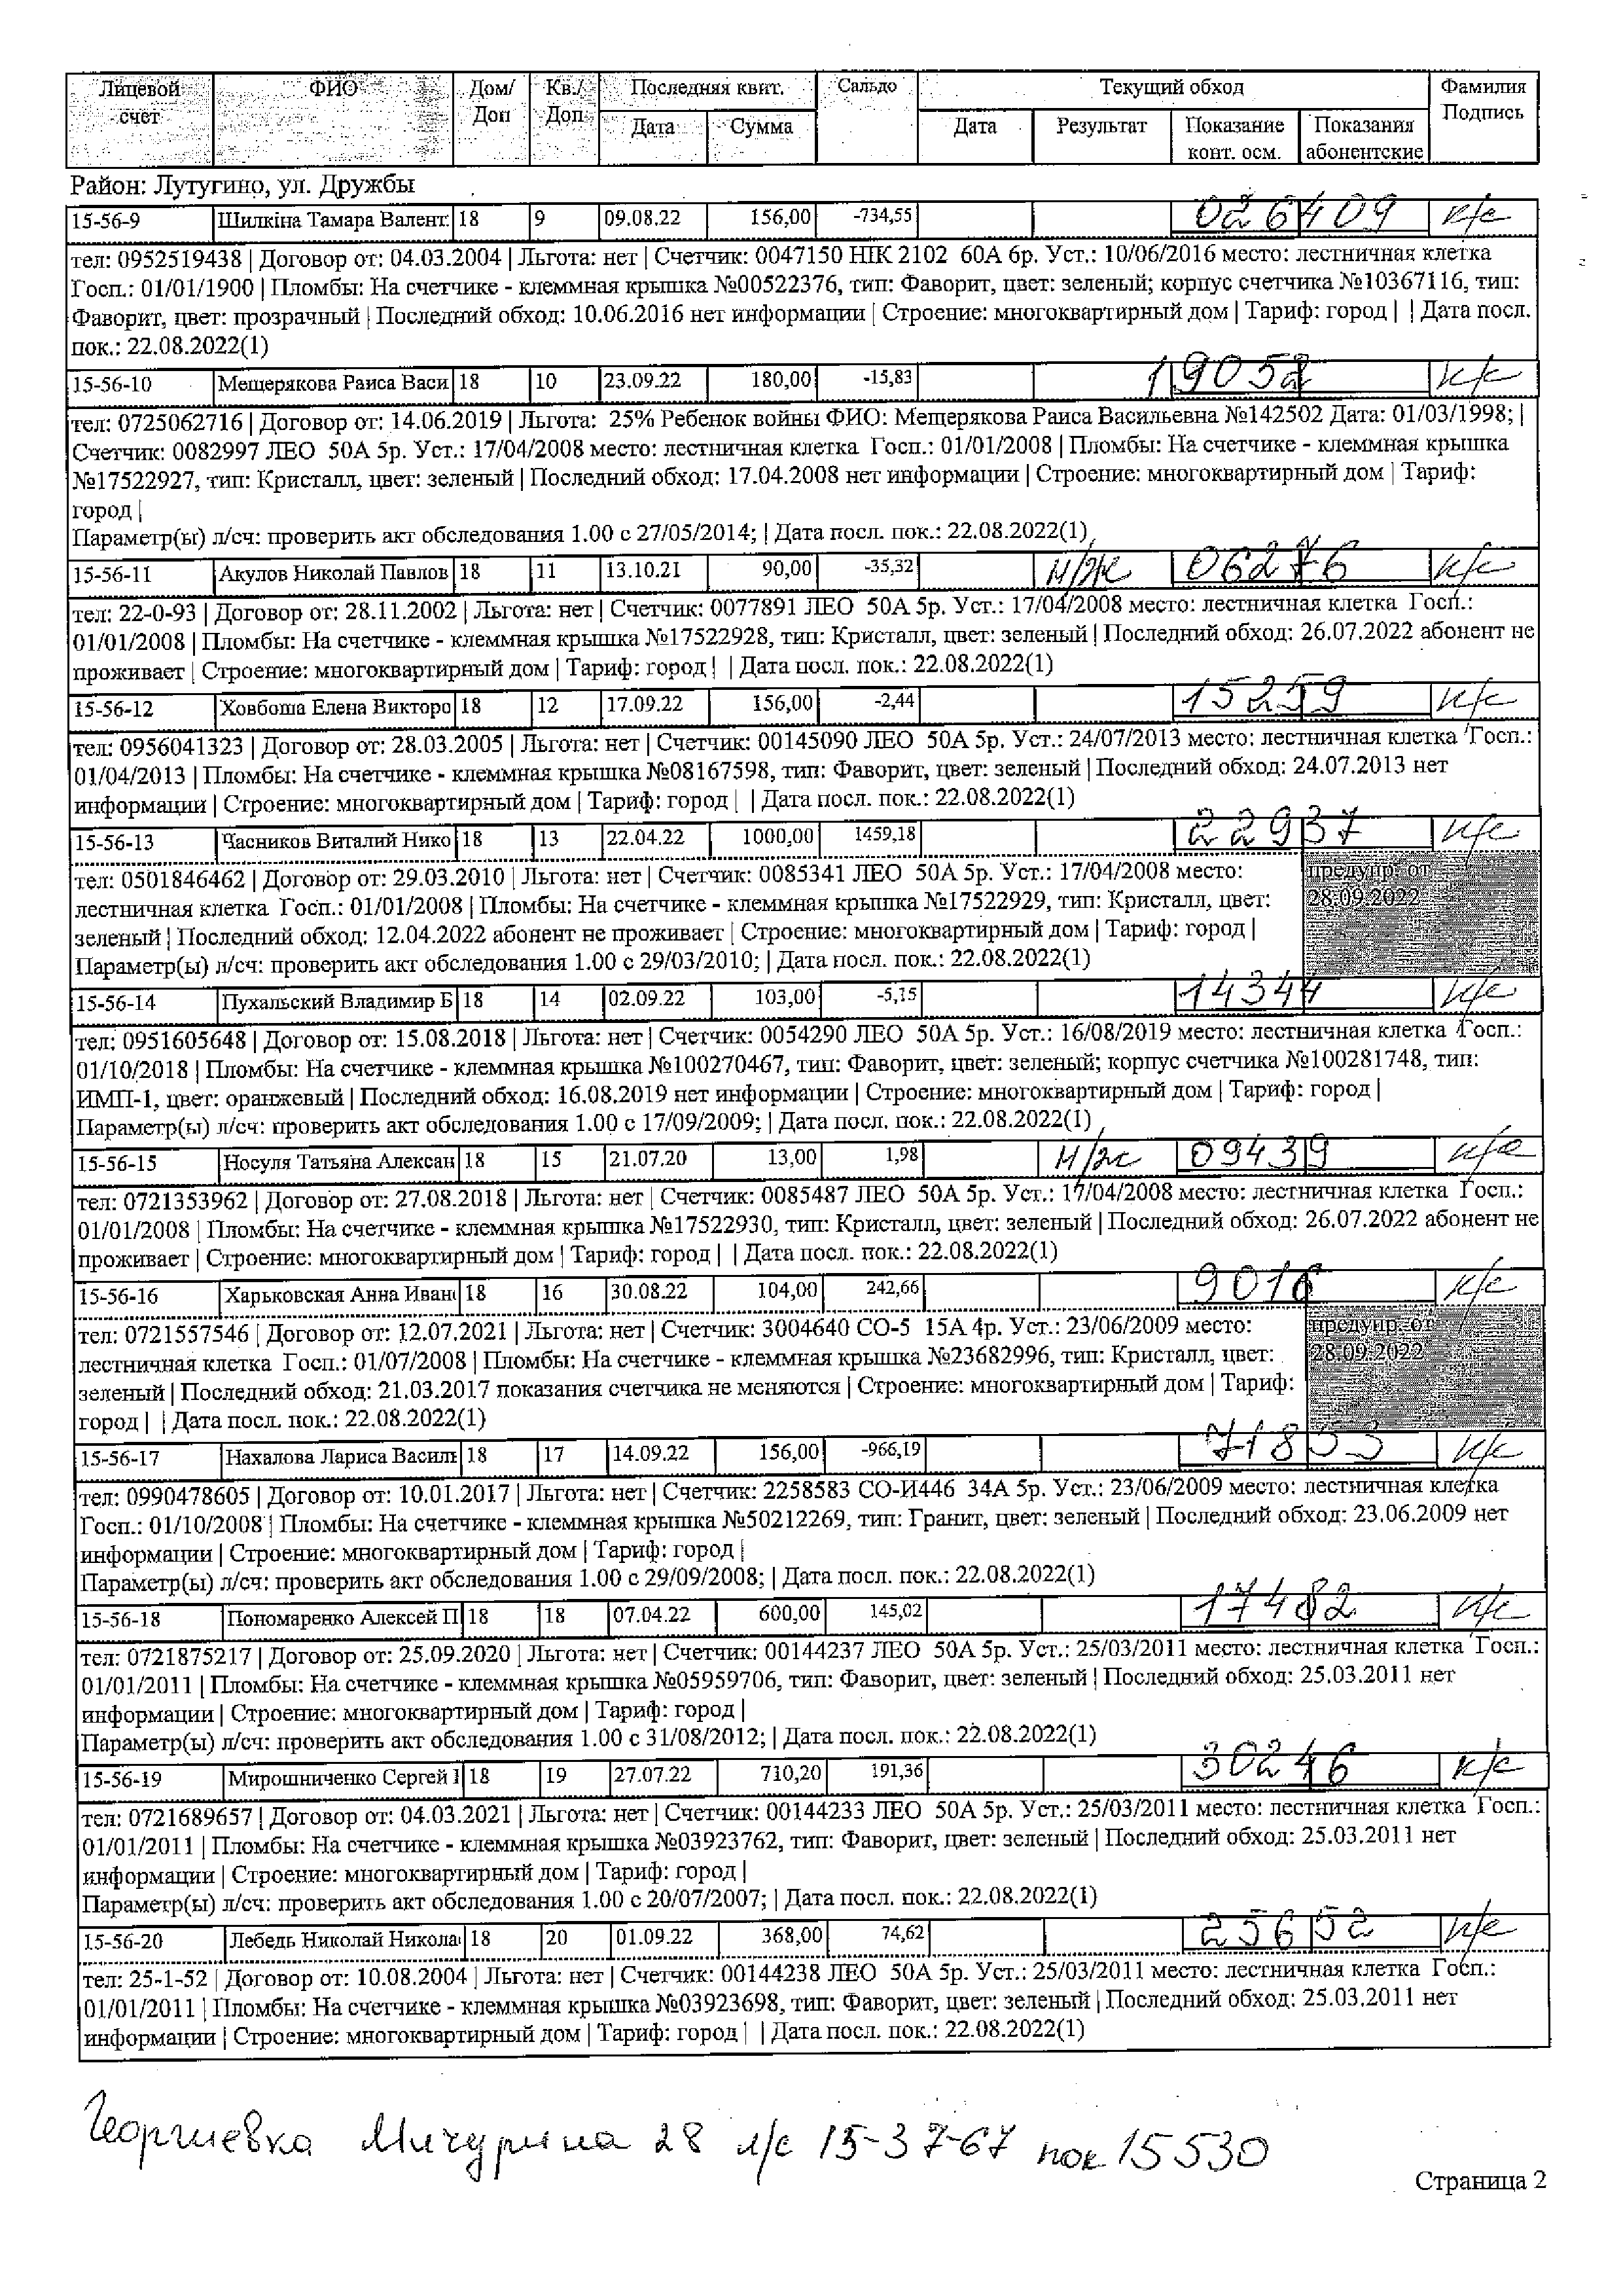 Лицевой счет ФИО Дом/Доп Кв./Доп Последняя квит. Сальдо Текущий обход Фамилия Подпись
Дата Сумма Дата Результат Показание конт. осм. Показания абонентские
Район: Лутугино, ул. Дружбы
15-56-9 Шилкіна Тамара Валент 18 9 09.08.22 156,00 -734,55 026409 к/с
тел: 0952519438 | Договор от: 04.03.2004 | Льгота: нет | Счетчик: 0047150 НІК 2102 60А 6р. Уст.: 10/06/2016 место: лестничная клетка
Госп.: 01/01/1900 | Пломбы: На счетчике - клеммная крышка №00522376, тип: Фаворит, цвет: зеленый; корпус счетчика №10367116, тип:
Фаворит, цвет: прозрачный | Последний обход: 10.06.2016 нет информации | Строение: многоквартирный дом | Тариф: город | | Дата посл.
пок.: 22.08.2022(1)
15-56-10 Мещерякова Раиса Васи 18 10 23.09.22 180,00 -15,83 19052 к/с
тел: 0725062716 | Договор от: 14.06.2019 | Льгота: 25% Ребенок войны ФИО: Мещерякова Раиса Васильевна №142502 Дата: 01/03/1998; |
Счетчик: 0082997 ЛЕО 50А 5р. Уст.: 17/04/2008 место: лестничная клетка Госп.: 01/01/2008 | Пломбы: На счетчике - клеммная крышка
№17522927, тип: Кристалл, цвет: зеленый | Последний обход: 17.04.2008 нет информации | Строение: многоквартирный дом | Тариф:
город |
Параметр(ы) л/сч: проверить акт обследования 1.00 с 27/05/2014; | Дата посл. пок.: 22.08.2022(1)
15-56-11 Акулов Николай Павлов 18 11 13.10.21 90,00 -35,32 н/ж 06276 к/с
тел: 22-0-93 | Договор от: 28.11.2002 | Льгота: нет | Счетчик: 0077891 ЛЕО 50А 5р. Уст.: 17/04/2008 место: лестничная клетка Госп.:
01/01/2008 | Пломбы: На счетчике - клеммная крышка №17522928, тип: Кристалл, цвет: зеленый | Последний обход: 26.07.2022 абонент не
проживает | Строение: многоквартирный дом | Тариф: город | | Дата посл. пок.: 22.08.2022(1)
15-56-12 Ховбоша Елена Викторо 18 12 17.09.22 156,00 -2,44 15259 к/с
тел: 0956041323 | Договор от: 28.03.2005 | Льгота: нет | Счетчик: 00145090 ЛЕО 50А 5р. Уст.: 24/07/2013 место: лестничная клетка Госп.:
01/04/2013 | Пломбы: На счетчике - клеммная крышка №08167598, тип: Фаворит, цвет: зеленый | Последний обход: 24.07.2013 нет
информации | Строение: многоквартирный дом | Тариф: город | | Дата посл. пок.: 22.08.2022(1)
15-56-13 Часников Виталий Нико 18 13 22.04.22 1000,00 1459,18 22937 к/с
тел: 0501846462 | Договор от: 29.03.2010 | Льгота: нет | Счетчик: 0085341 ЛЕО 50А 5р. Уст.: 17/04/2008 место: предупр. от
лестничная клетка Госп.: 01/01/2008 | Пломбы: На счетчике - клеммная крышка №17522929, тип: Кристалл, цвет: 28.09.2022
зеленый | Последний обход: 12.04.2022 абонент не проживает | Строение: многоквартирный дом | Тариф: город |
Параметр(ы) л/сч: проверить акт обследования 1.00 с 29/03/2010; | Дата посл. пок.: 22.08.2022(1)
15-56-14 Пухальский Владимир Б 18 14 02.09.22 103,00 -5,15 14344 к/с
тел: 0951605648 | Договор от: 15.08.2018 | Льгота: нет | Счетчик: 0054290 ЛЕО 50А 5р. Уст.: 16/08/2019 место: лестничная клетка Госп.:
01/10/2018 | Пломбы: На счетчике - клеммная крышка №100270467, тип: Фаворит, цвет: зеленый; корпус счетчика №100281748, тип:
ИМП-1, цвет: оранжевый | Последний обход: 16.08.2019 нет информации | Строение: многоквартирный дом | Тариф: город |
Параметр(ы) л/сч: проверить акт обследования 1.00 с 17/09/2009; | Дата посл. пок.: 22.08.2022(1)
15-56-15 Носуля Татьяна Алексан 18 15 21.07.20 13,00 1,98 н/ж 09439 к/с
тел: 0721353962 | Договор от: 27.08.2018 | Льгота: нет | Счетчик: 0085487 ЛЕО 50А 5р. Уст.: 17/04/2008 место: лестничная клетка Госп.:
01/01/2008 | Пломбы: На счетчике - клеммная крышка №17522930, тип: Кристалл, цвет: зеленый | Последний обход: 26.07.2022 абонент не
проживает | Строение: многоквартирный дом | Тариф: город | | Дата посл. пок.: 22.08.2022(1)
15-56-16 Харьковская Анна Иван 18 16 30.08.22 104,00 242,66 9016 к/с
тел: 0721557546 | Договор от: 12.07.2021 | Льгота: нет | Счетчик: 3004640 СО-5 15А 4р. Уст.: 23/06/2009 место: предупр. от
лестничная клетка Госп.: 01/07/2008 | Пломбы: На счетчике - клеммная крышка №23682996, тип: Кристалл, цвет: 28.09.2022
зеленый | Последний обход: 21.03.2017 показания счетчика не меняются | Строение: многоквартирный дом | Тариф:
город | | Дата посл. пок.: 22.08.2022(1)
15-56-17 Нахалова Лариса Василь 18 17 14.09.22 156,00 -966,19 71853 к/с
тел: 0990478605 | Договор от: 10.01.2017 | Льгота: нет | Счетчик: 2258583 СО-И446 34А 5р. Уст.: 23/06/2009 место: лестничная клетка
Госп.: 01/10/2008 | Пломбы: На счетчике - клеммная крышка №50212269, тип: Гранит, цвет: зеленый | Последний обход: 23.06.2009 нет
информации | Строение: многоквартирный дом | Тариф: город |
Параметр(ы) л/сч: проверить акт обследования 1.00 с 29/09/2008; | Дата посл. пок.: 22.08.2022(1)
15-56-18 Пономаренко Алексей П 18 18 07.04.22 600,00 145,02 17482 к/с
тел: 0721875217 | Договор от: 25.09.2020 | Льгота: нет | Счетчик: 00144237 ЛЕО 50А 5р. Уст.: 25/03/2011 место: лестничная клетка Госп.:
01/01/2011 | Пломбы: На счетчике - клеммная крышка №05959706, тип: Фаворит, цвет: зеленый | Последний обход: 25.03.2011 нет
информации | Строение: многоквартирный дом | Тариф: город |
Параметр(ы) л/сч: проверить акт обследования 1.00 с 31/08/2012; | Дата посл. пок.: 22.08.2022(1)
15-56-19 Мирошниченко Сергей 18 19 27.07.22 710,20 191,36 30246 к/с
тел: 0721689657 | Договор от: 04.03.2021 | Льгота: нет | Счетчик: 00144233 ЛЕО 50А 5р. Уст.: 25/03/2011 место: лестничная клетка Госп.:
01/01/2011 | Пломбы: На счетчике - клеммная крышка №03923762, тип: Фаворит, цвет: зеленый | Последний обход: 25.03.2011 нет
информации | Строение: многоквартирный дом | Тариф: город |
Параметр(ы) л/сч: проверить акт обследования 1.00 с 20/07/2007; | Дата посл. пок.: 22.08.2022(1)
15-56-20 Лебедь Николай Никола 18 20 01.09.22 368,00 74,62 25652 к/с
тел: 25-1-52 | Договор от: 10.08.2004 | Льгота: нет | Счетчик: 00144238 ЛЕО 50А 5р. Уст.: 25/03/2011 место: лестничная клетка Госп.:
01/01/2011 | Пломбы: На счетчике - клеммная крышка №03923698, тип: Фаворит, цвет: зеленый | Последний обход: 25.03.2011 нет
информации | Строение: многоквартирный дом | Тариф: город | | Дата посл. пок.: 22.08.2022(1)
Георгиевка Мичурина 28 л/с 15-37-67 пок 15530
Страница 2